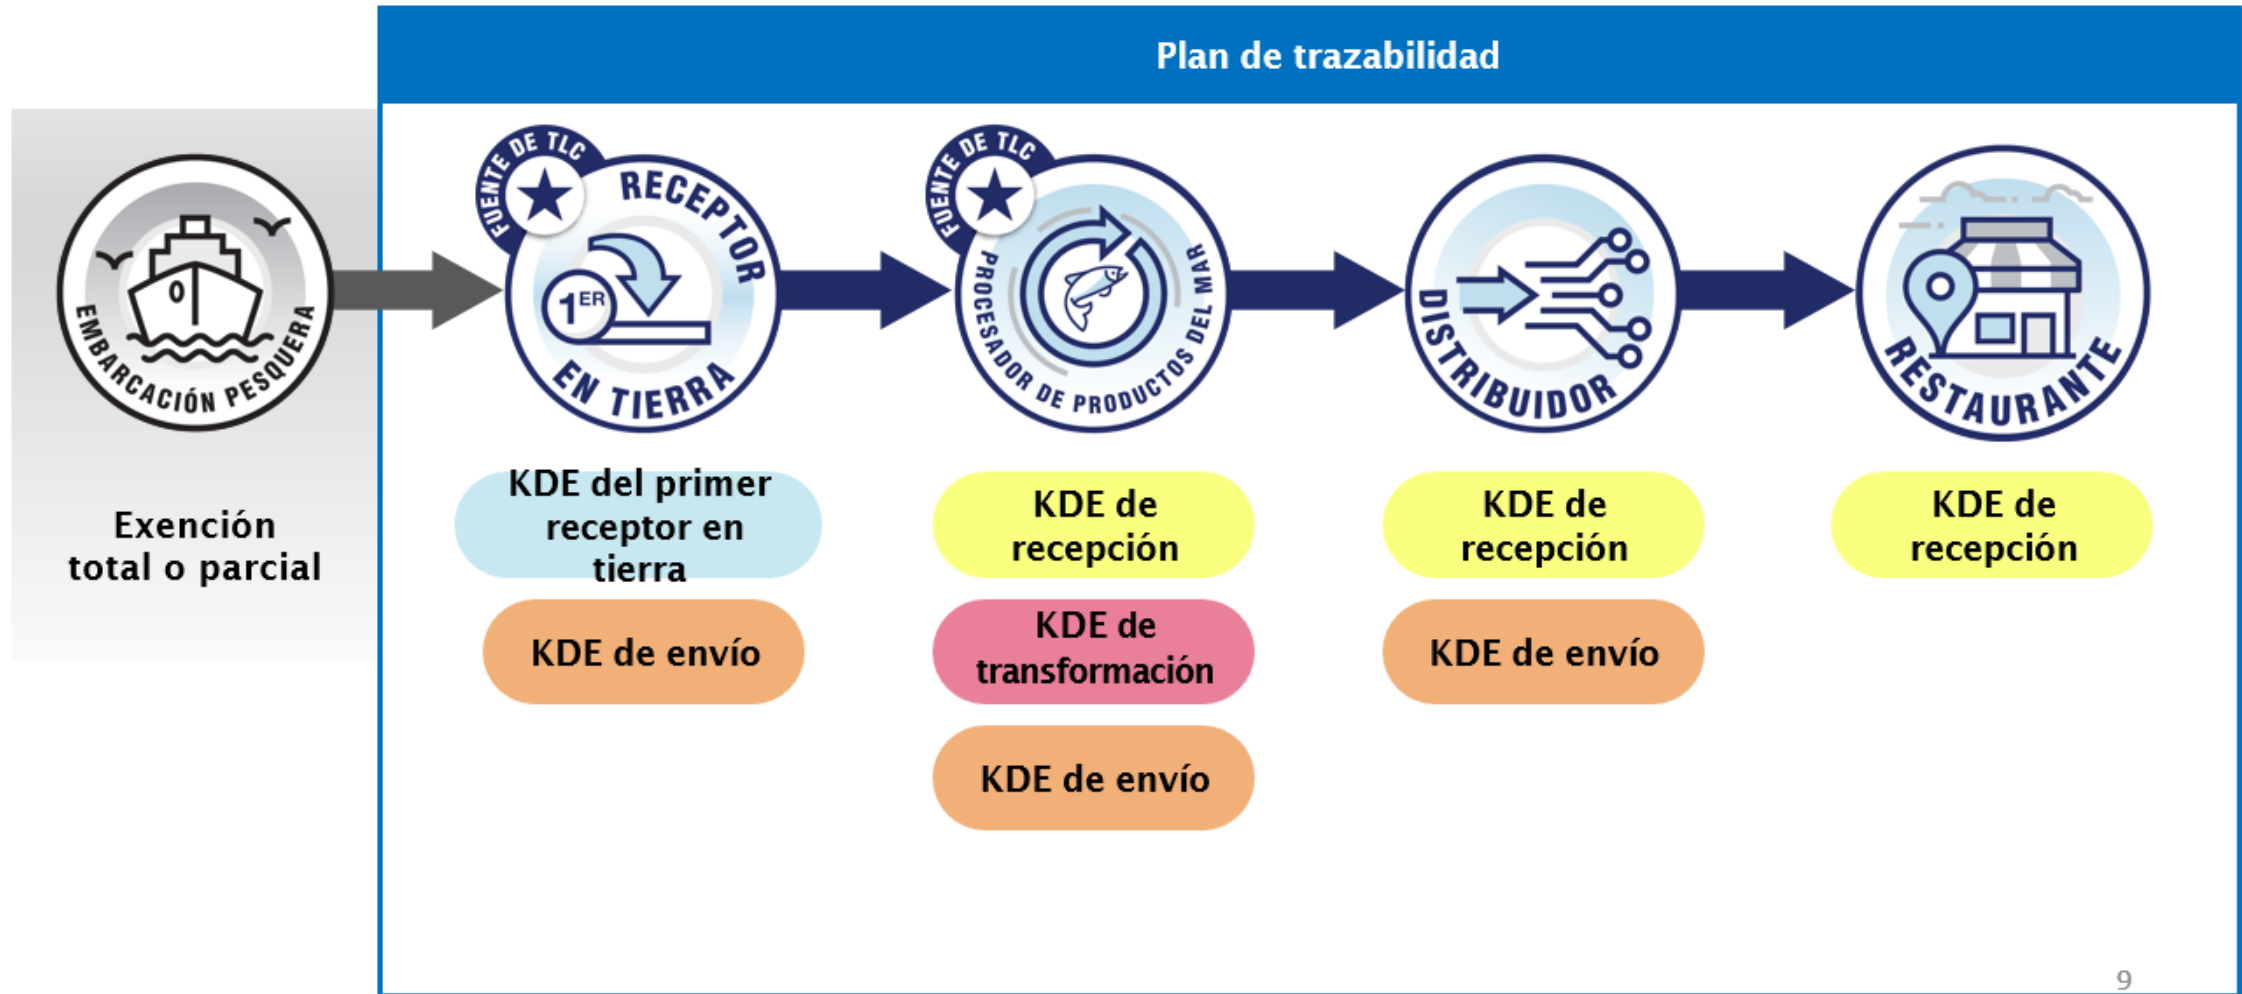 Plan de trazabilidad
EMBARCACIÓN PESQUERA
Exención
total o parcial
FUENTE DE TLC
RECEPTOR
1ER
EN TIERRA
KDE del primer
receptor en
tierra
KDE de envío
FUENTE DE TLC
PROCESADOR DE PRODUCTOS DEL MAR
KDE de
recepción
KDE de
transformación
KDE de envío
DISTRIBUIDOR
KDE de
recepción
KDE de envío
RESTAURANTE
KDE de
recepción
9